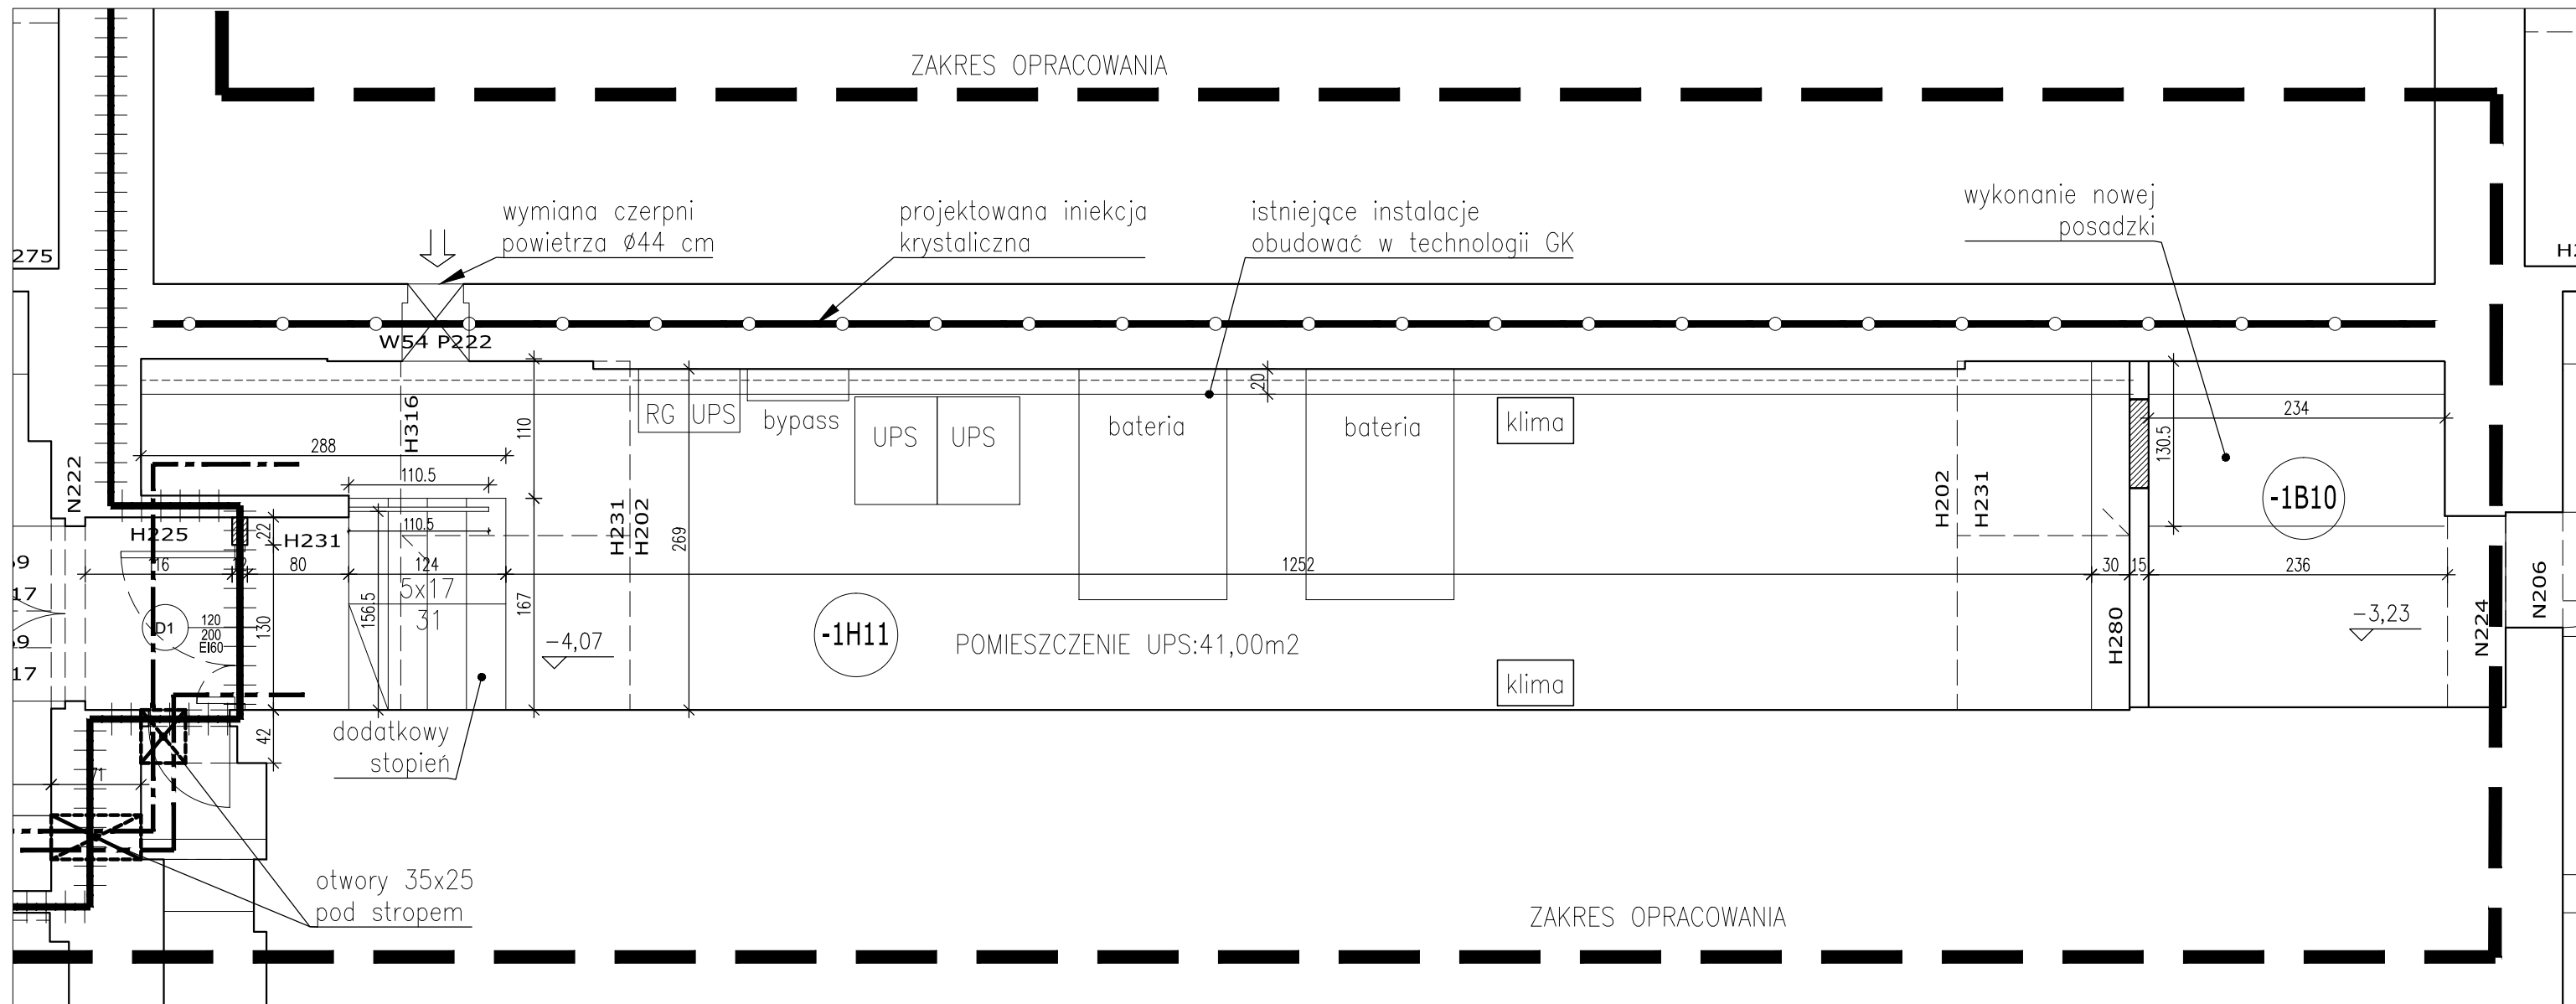 ZAKRES OPRACOWANIA
wymiana czerpni
powietrza ø44 cm
projektowana iniekcja
krystaliczna
istniejące instalacje
obudować w technologii GK
wykonanie nowej
posadzki
275
W54 P222
N222
H316
RG UPS
bypass
UPS
UPS
bateria
bateria
klima
20
110
288
110.5
110.5
H231
H202
269
H202
H231
130.5
234
-1B10
H225
22
H231
16
80
124
1252
30
15
236
5x17
31
156.5
167
130
D1
120
200
EI60
-4,07
-1H11
POMIESZCZENIE UPS:41,00m2
klima
H280
-3,23
N224
N206
17
17
42
71
dodatkowy
stopień
otwory 35x25
pod stropem
ZAKRES OPRACOWANIA